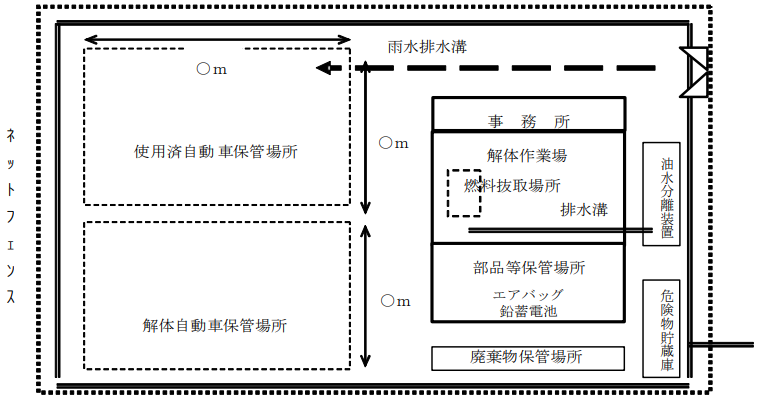 雨水排水溝
〇m
事 務 所
〇m
使用済自動車保管場所
解体作業場
燃料抜取場所
排水溝
油水分離装置
ネットフェンス
部品等保管場所
エアバッグ
鉛蓄電池
〇m
解体自動車保管場所
危険物貯蔵庫
廃棄物保管場所